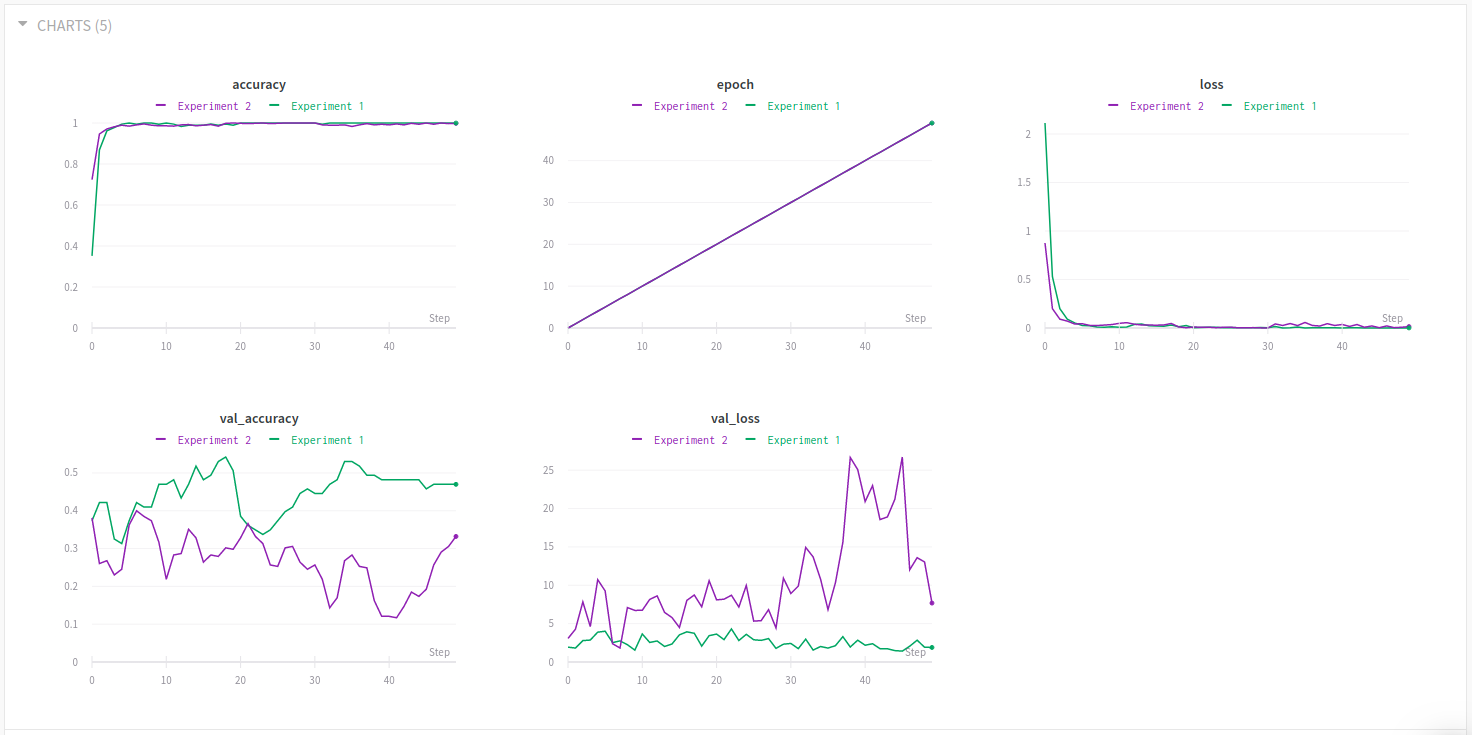 CHARTS (5)
accuracy
Experiment 2 Experiment 1
1
0.8
0.6
0.4
0.2
0
Step
0 10 20 30 40
epoch
Experiment 2 Experiment 1
40
30
20
10
0
Step
0 10 20 30 40
loss
Experiment 2 Experiment 1
2
1.5
1
0.5
0
Step
0 10 20 30 40
val_accuracy
Experiment 2 Experiment 1
0.5
0.4
0.3
0.2
0.1
0
Step
0 10 20 30 40
val_loss
Experiment 2 Experiment 1
25
20
15
10
5
0
Step
0 10 20 30 40